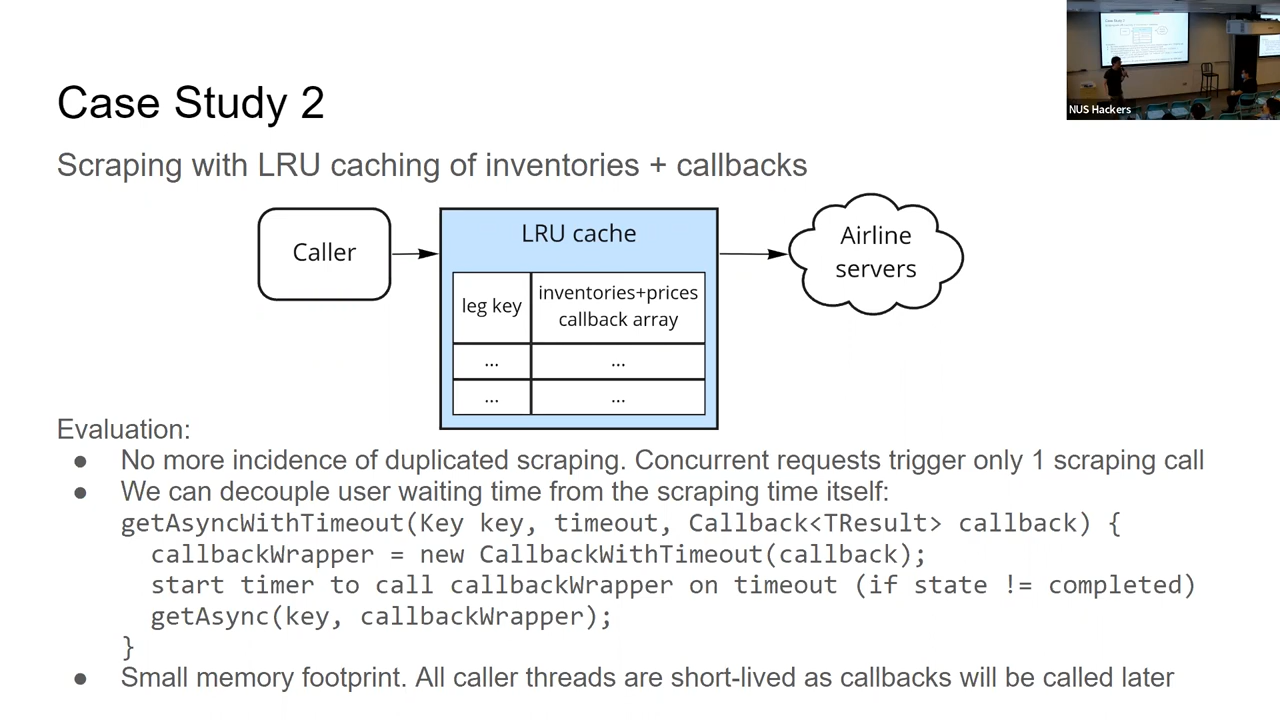 NUS Hackers
Case Study 2
Scraping with LRU caching of inventories + callbacks
Caller
LRU cache
leg key
inventories+prices
callback array
...
...
...
...
Airline
servers
Evaluation:
● No more incidence of duplicated scraping. Concurrent requests trigger only 1 scraping call
● We can decouple user waiting time from the scraping time itself:
getAsyncWithTimeout(Key key, timeout, Callback<TResult> callback) {
callbackWrapper = new CallbackWithTimeout(callback);
start timer to call callbackWrapper on timeout (if state != completed)
getAsync(key, callbackWrapper);
}
● Small memory footprint. All caller threads are short-lived as callbacks will be called later